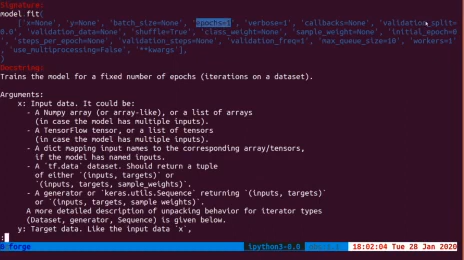 Signature:
model.fit(
['x=None', 'y=None', 'batch_size=None', 'epochs=1', 'verbose=1', 'callbacks=None', 'validation_split=
0.0', 'validation_data=None', 'shuffle=True', 'class_weight=None', 'sample_weight=None', 'initial_epoch=0
', 'steps_per_epoch=None', 'validation_steps=None', 'validation_freq=1', 'max_queue_size=10', 'workers=1'
, 'use_multiprocessing=False', '**kwargs'],
)
Docstring:
Trains the model for a fixed number of epochs (iterations on a dataset).
Arguments:
x: Input data. It could be:
- A Numpy array (or array-like), or a list of arrays
(in case the model has multiple inputs).
- A TensorFlow tensor, or a list of tensors
(in case the model has multiple inputs).
- A dict mapping input names to the corresponding array/tensors,
if the model has named inputs.
- A `tf.data` dataset. Should return a tuple
of either `(inputs, targets)` or
`(inputs, targets, sample_weights)`.
- A generator or `keras.utils.Sequence` returning `(inputs, targets)`
or `(inputs, targets, sample weights)`.
A more detailed description of unpacking behavior for iterator types
(Dataset, generator, Sequence) is given below.
y: Target data. Like the input data `x`,
:
forge ipython3-0.0 18:02:04 Tue 28 Jan 2020